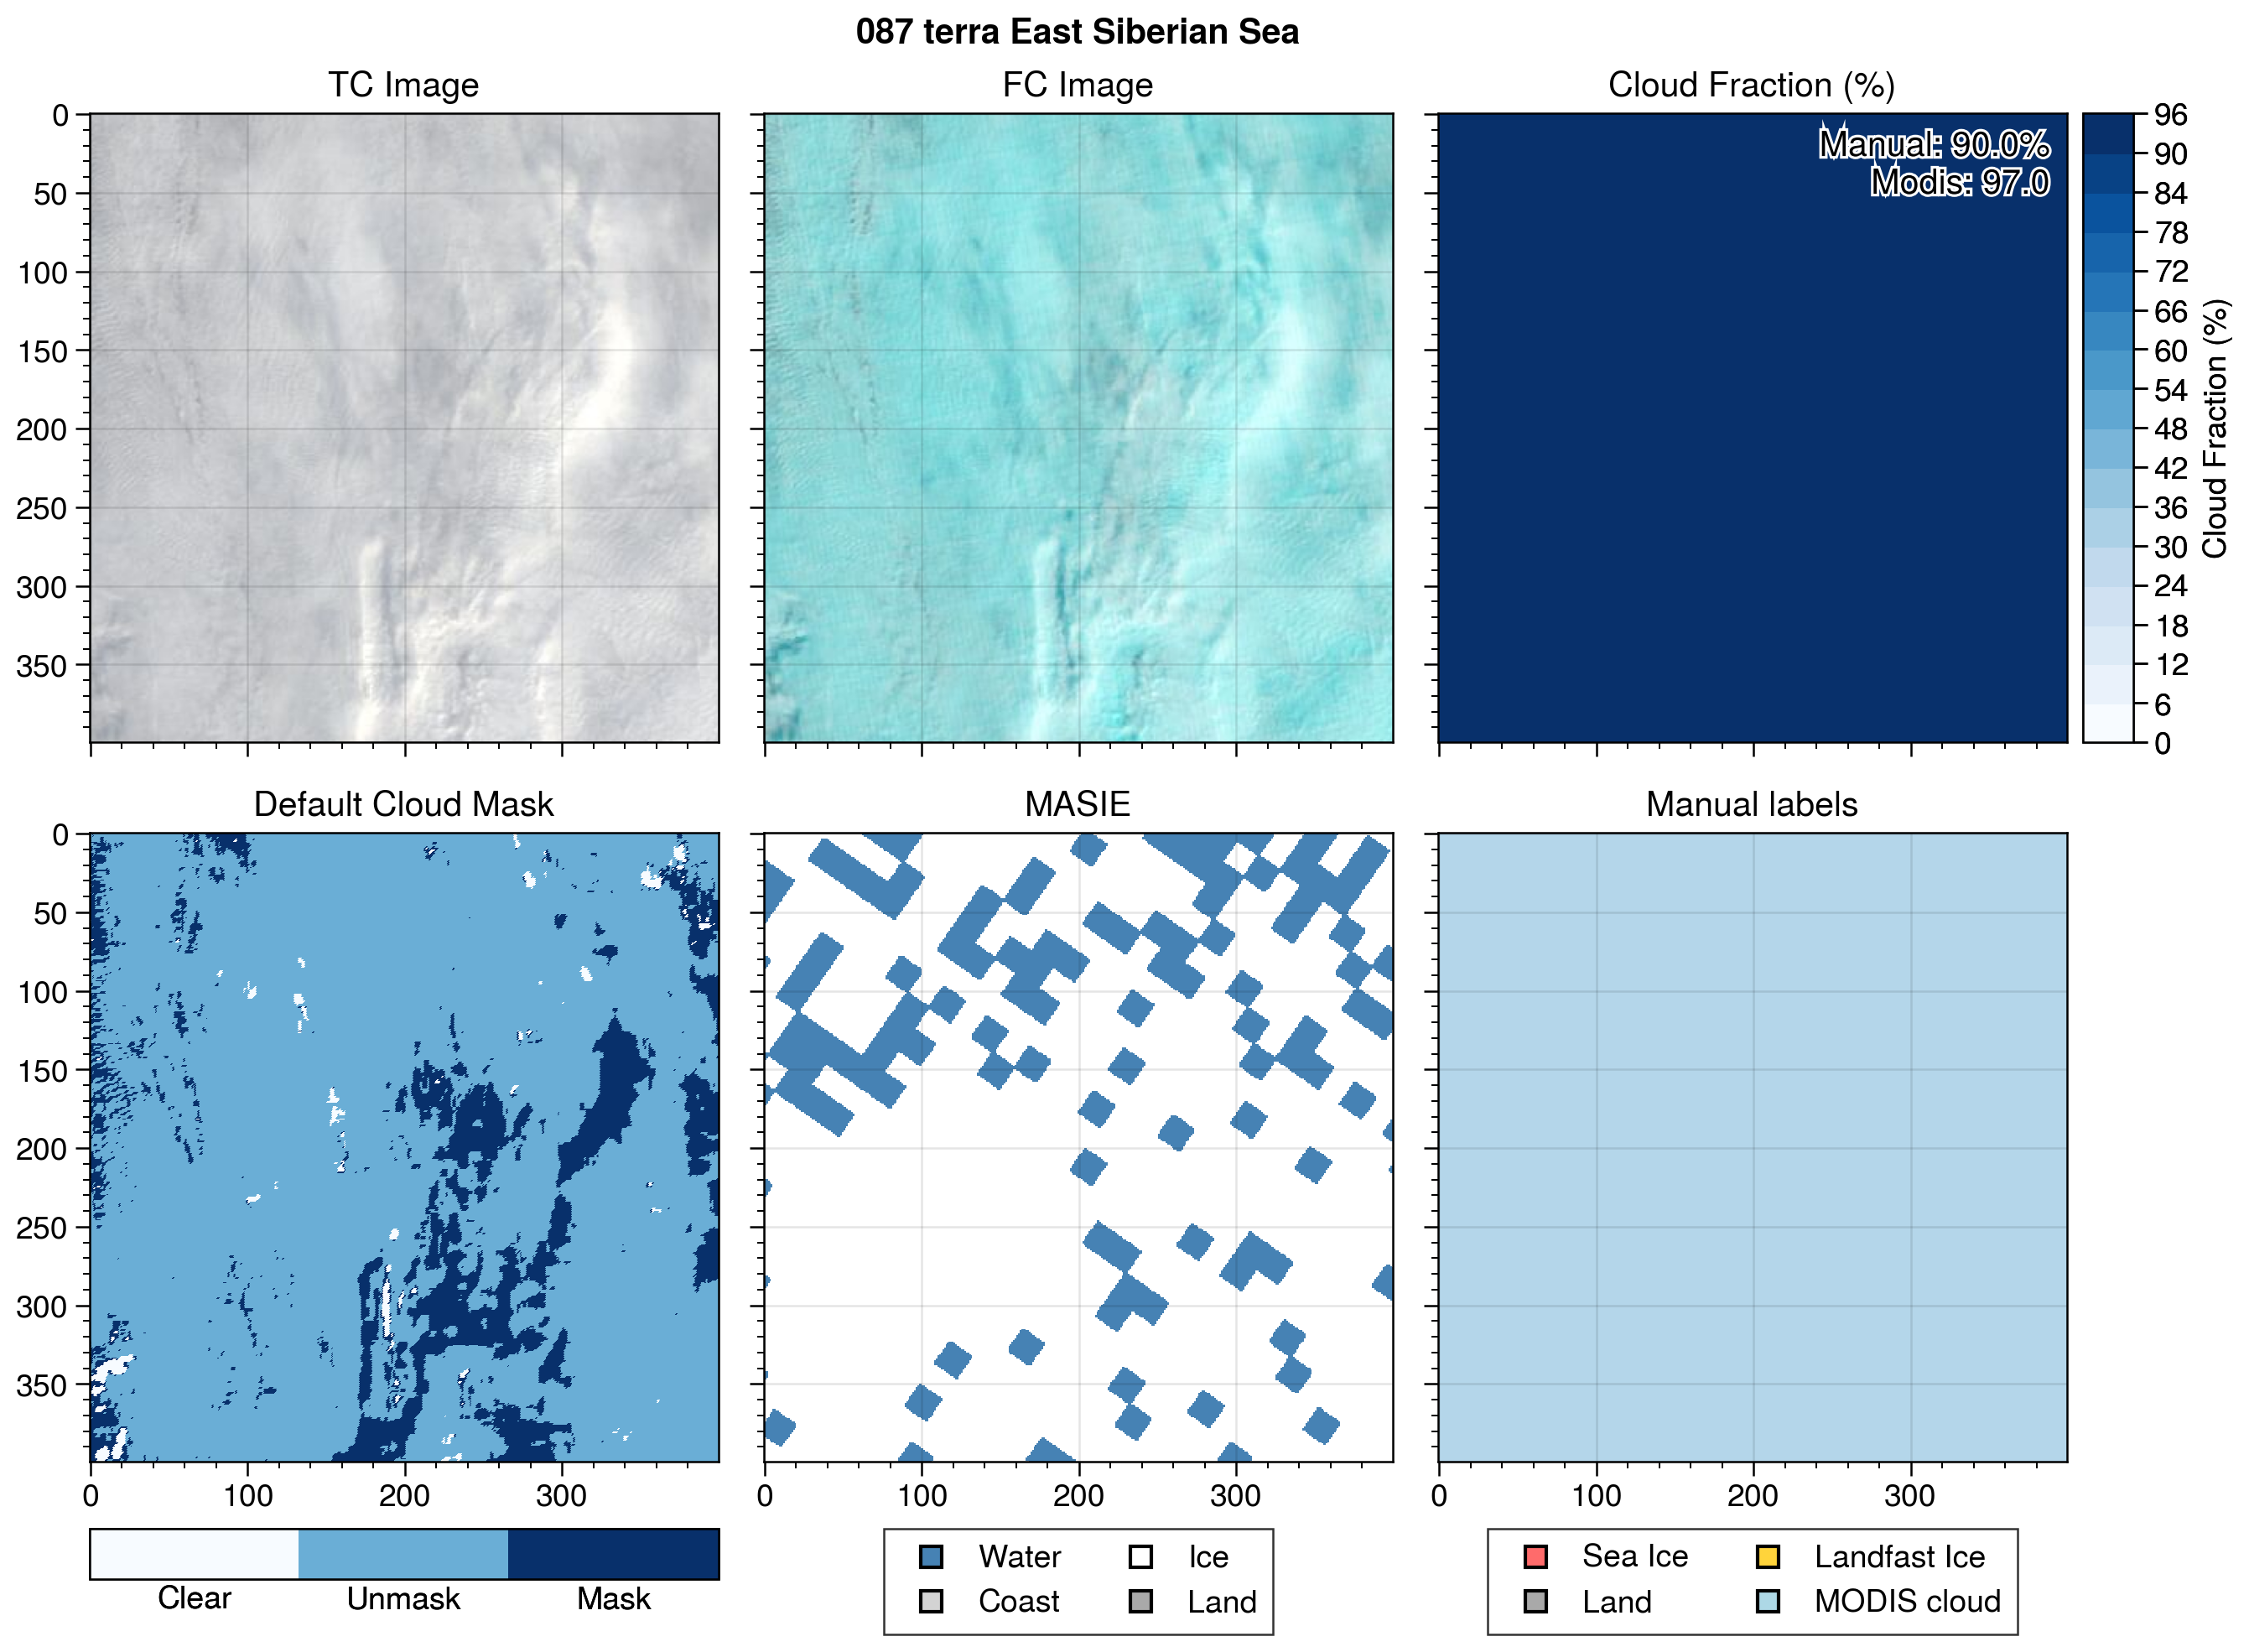 087 terra East Siberian Sea
TC Image
FC Image
Cloud Fraction (%)
0
50
100
150
200
250
300
350
Manual: 90.0%
Modis: 97.0
96
90
84
78
72
66
60
54
48
42
36
30
24
18
12
6
0
Cloud Fraction (%)
Default Cloud Mask
MASIE
Manual labels
0
50
100
150
200
250
300
350
0 100 200 300
0 100 200 300
0 100 200 300
Clear Unmask Mask
Water Ice
Coast Land
Sea Ice Landfast Ice
Land MODIS cloud